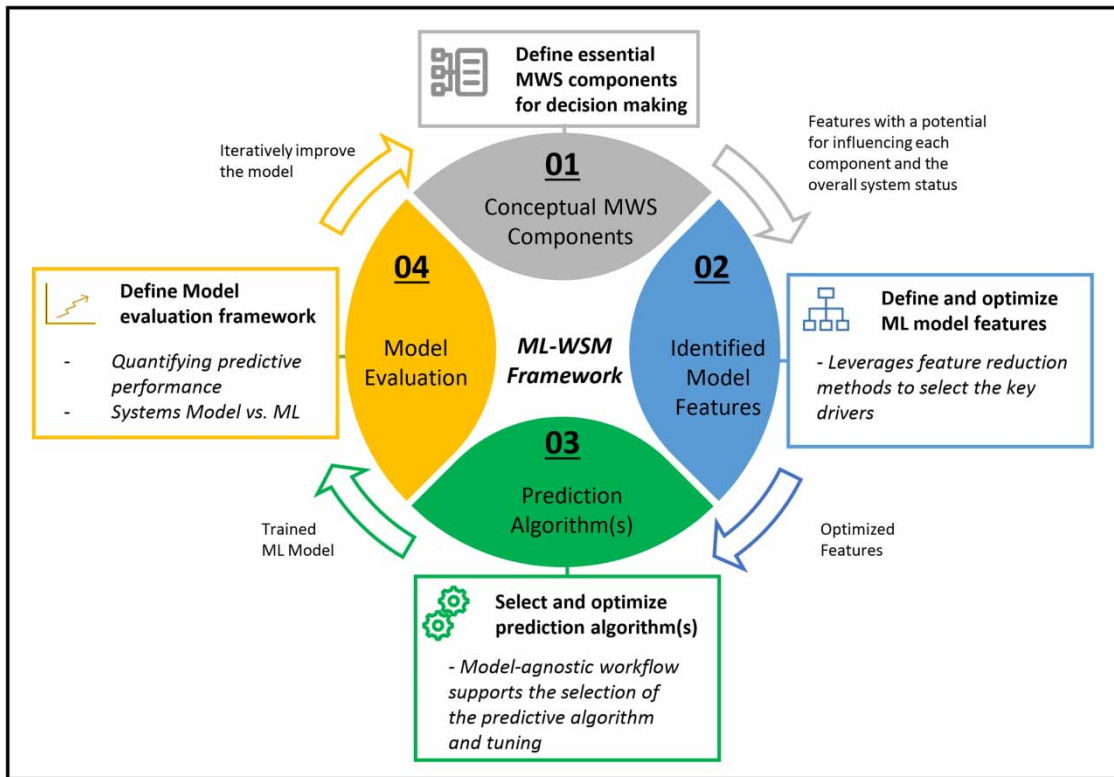 Define essential
MWS components
for decision making
Iteratively improve
the model
Features with a potential
for influencing each
component and the
overall system status
01
Conceptual MWS
Components
04
Model
Evaluation
02
Identified
Model
Features
ML-WSM
Framework
Define Model
evaluation framework
- Quantifying predictive
performance
- Systems Model vs. ML
Define and optimize
ML model features
- Leverages feature reduction
methods to select the key
drivers
03
Prediction
Algorithm(s)
Trained
ML Model
Optimized
Features
Select and optimize
prediction algorithm(s)
- Model-agnostic workflow
supports the selection of
the predictive algorithm
and tuning